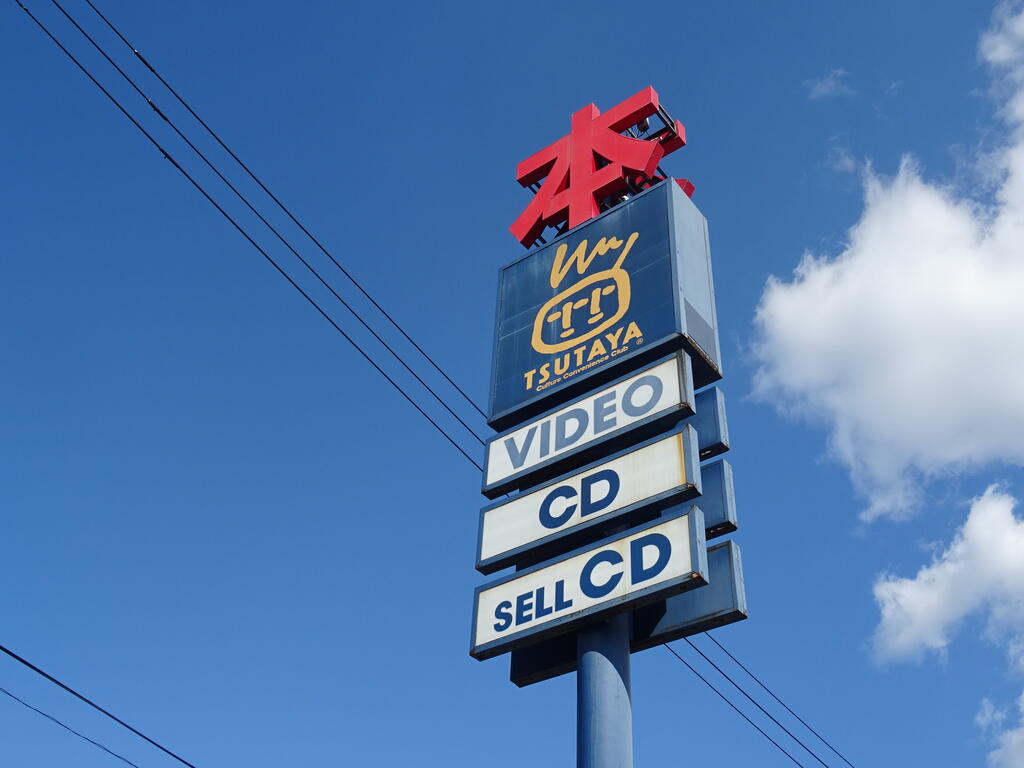 本
TSUTAYA ®
Culture Convenience Club
VIDEO
CD
SELL CD